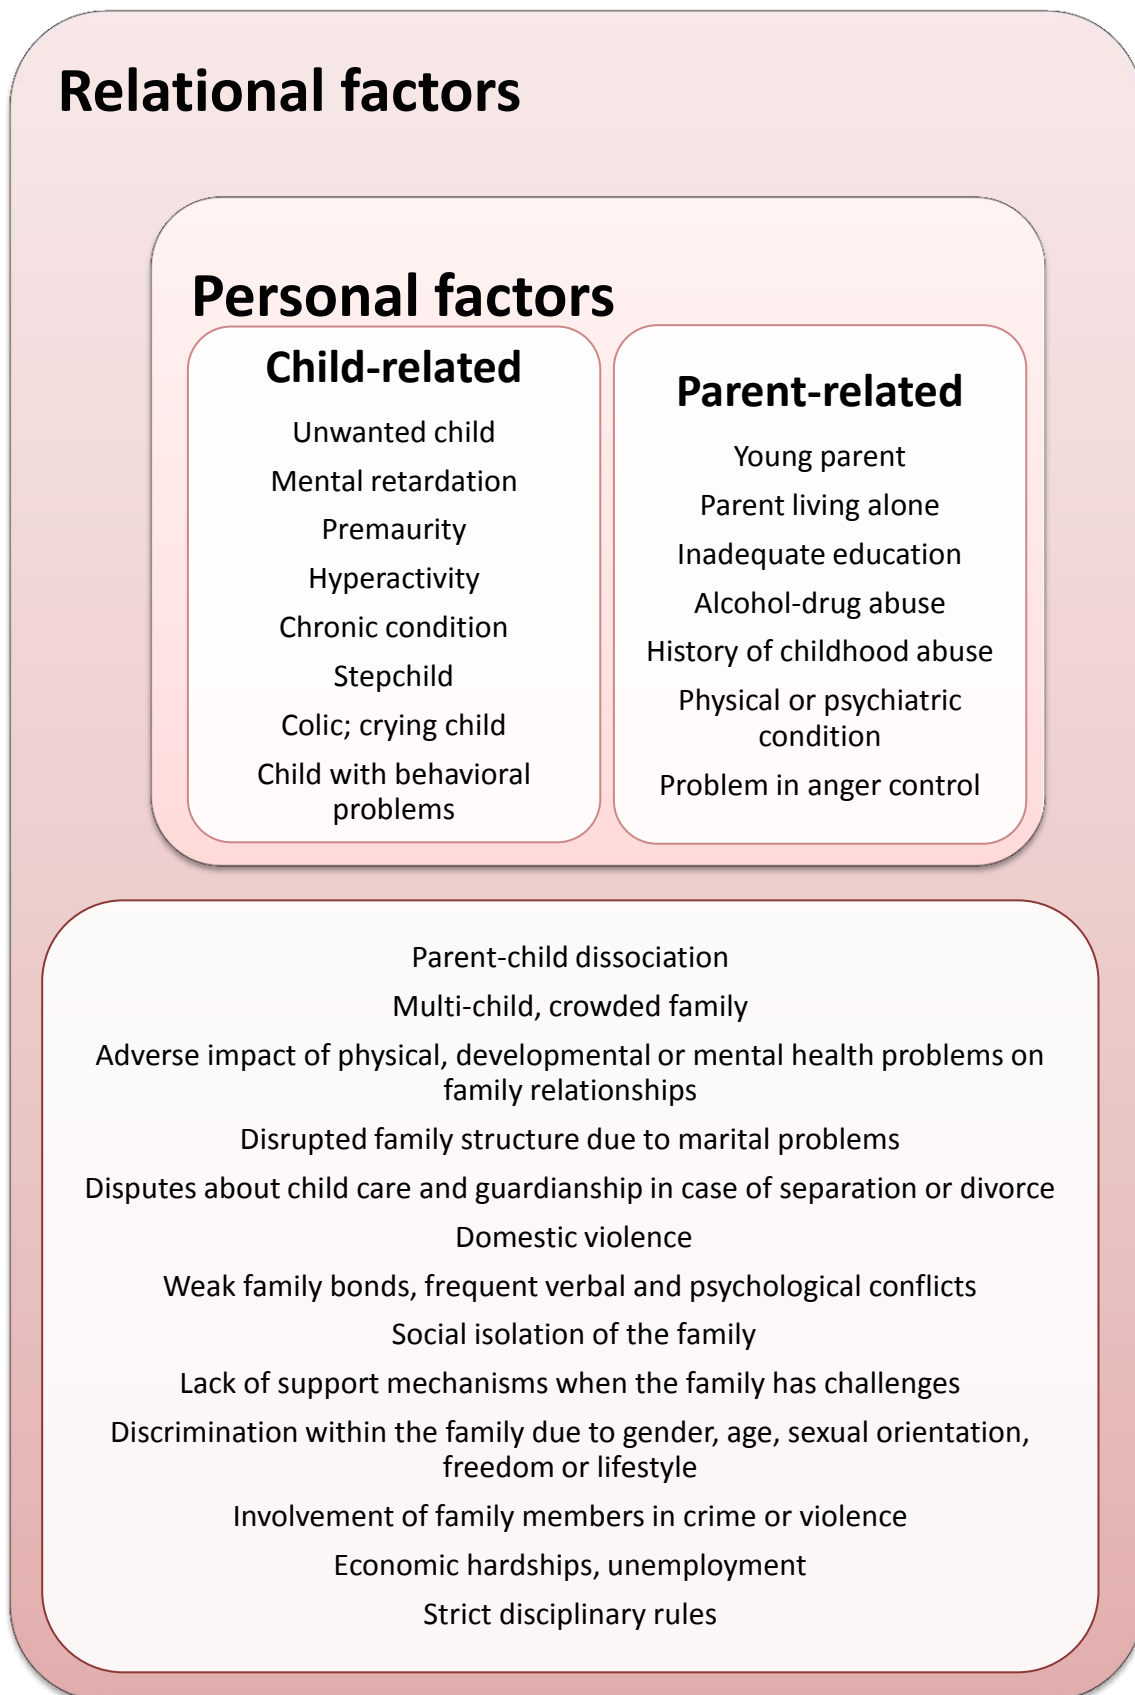 Relational factors
Personal factors
Child-related
Unwanted child
Mental retardation
Premaurity
Hyperactivity
Chronic condition
Stepchild
Colic; crying child
Child with behavioral
problems
Parent-related
Young parent
Parent living alone
Inadequate education
Alcohol-drug abuse
History of childhood abuse
Physical or psychiatric
condition
Problem in anger control
Parent-child dissociation
Multi-child, crowded family
Adverse impact of physical, developmental or mental health problems on
family relationships
Disrupted family structure due to marital problems
Disputes about child care and guardianship in case of separation or divorce
Domestic violence
Weak family bonds, frequent verbal and psychological conflicts
Social isolation of the family
Lack of support mechanisms when the family has challenges
Discrimination within the family due to gender, age, sexual orientation,
freedom or lifestyle
Involvement of family members in crime or violence
Economic hardships, unemployment
Strict disciplinary rules